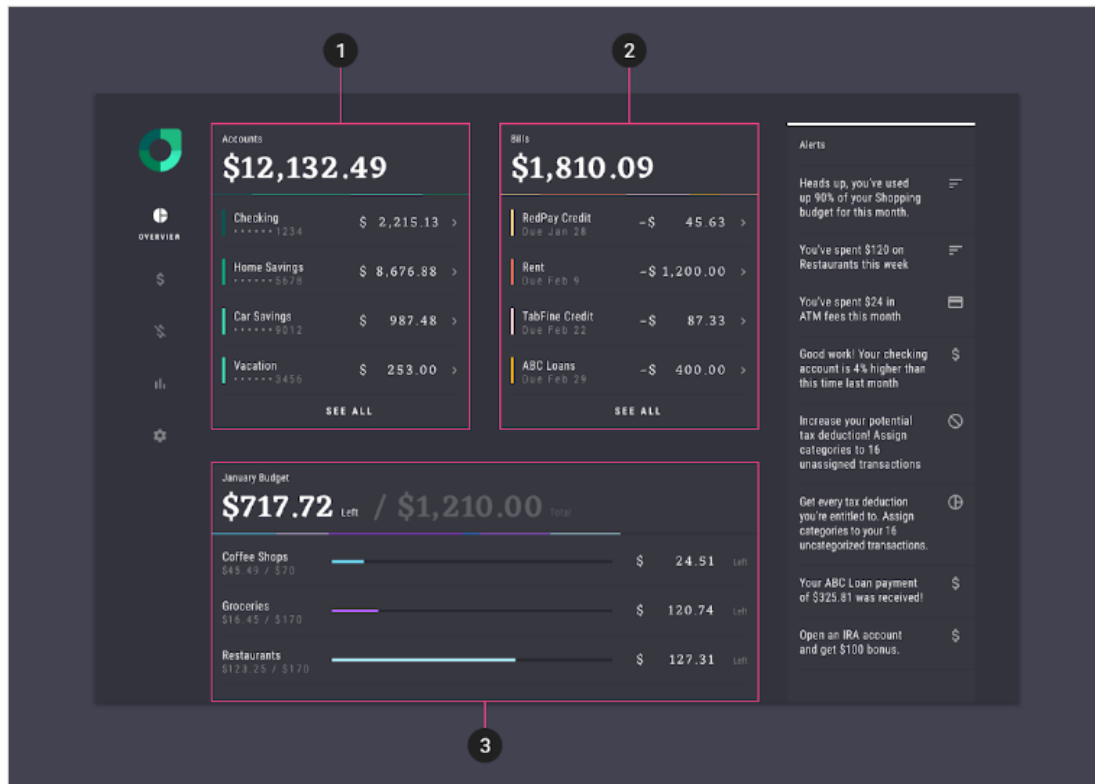 1
2
Accounts
$12,132.49
Checking $ 2,215.13 >
••••••1234
Home Savings $ 8,676.88 >
••••••5678
Car Savings $ 987.48 >
••••••9012
Vacation $ 253.00 >
••••••3456
SEE ALL
Bills
$1,810.09
RedPay Credit −$ 45.63 >
Due Jan 28
Rent −$ 1,200.00 >
Due Feb 9
TabFine Credit −$ 87.33 >
Due Feb 22
ABC Loans −$ 400.00 >
Due Feb 29
SEE ALL
OVERVIEW
$
January Budget
$717.72 Left / $1,210.00 Total
Coffee Shops $ 24.51 Left
$45.49 / $70
Groceries $ 120.74 Left
$16.45 / $170
Restaurants $ 127.31 Left
$123.25 / $170
3
Alerts
Heads up, you've used
up 90% of your Shopping
budget for this month.
You've spent $120 on
Restaurants this week
You've spent $24 in
ATM fees this month
Good work! Your checking $
account is 4% higher than
this time last month
Increase your potential
tax deduction! Assign
categories to 16
unassigned transactions
Get every tax deduction
you're entitled to. Assign
categories to your 16
uncategorized transactions.
Your ABC Loan payment $
of $325.81 was received!
Open an IRA account $
and get $100 bonus.